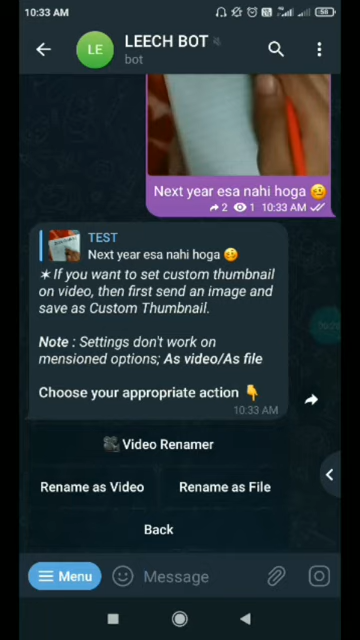 10:33 AM
58
LE
LEECH BOT
bot
Next year esa nahi hoga 🥴
2 1 10:33 AM
TEST
Next year esa nahi hoga 🥴
✶ If you want to set custom thumbnail
on video, then first send an image and
save as Custom Thumbnail.
Note : Settings don't work on
mensioned options; As video/As file
Choose your appropriate action 👇
10:33 AM
🎥 Video Renamer
Rename as Video
Rename as File
Back
Menu
Message